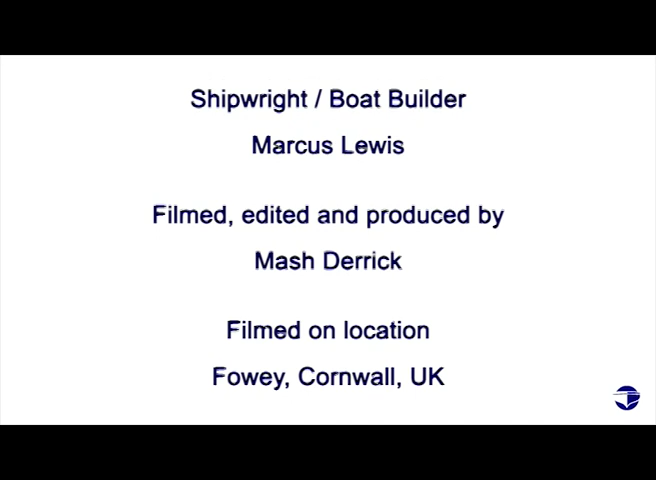 Shipwright / Boat Builder
Marcus Lewis
Filmed, edited and produced by
Mash Derrick
Filmed on location
Fowey, Cornwall, UK